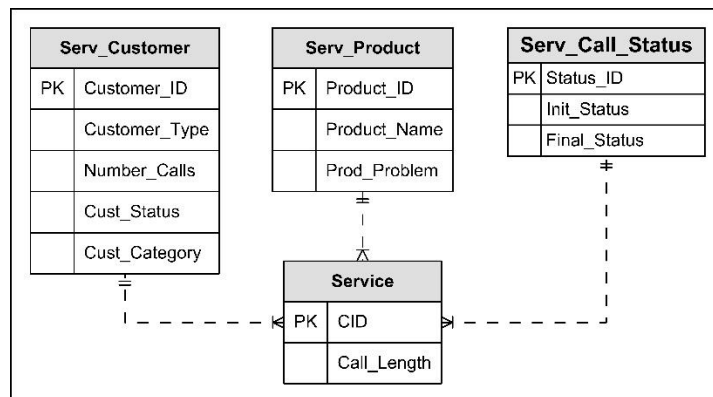 Serv_Customer
PK Customer_ID
Customer_Type
Number_Calls
Cust_Status
Cust_Category
Serv_Product
PK Product_ID
Product_Name
Prod_Problem
Serv_Call_Status
PK Status_ID
Init_Status
Final_Status
Service
PK CID
Call_Length